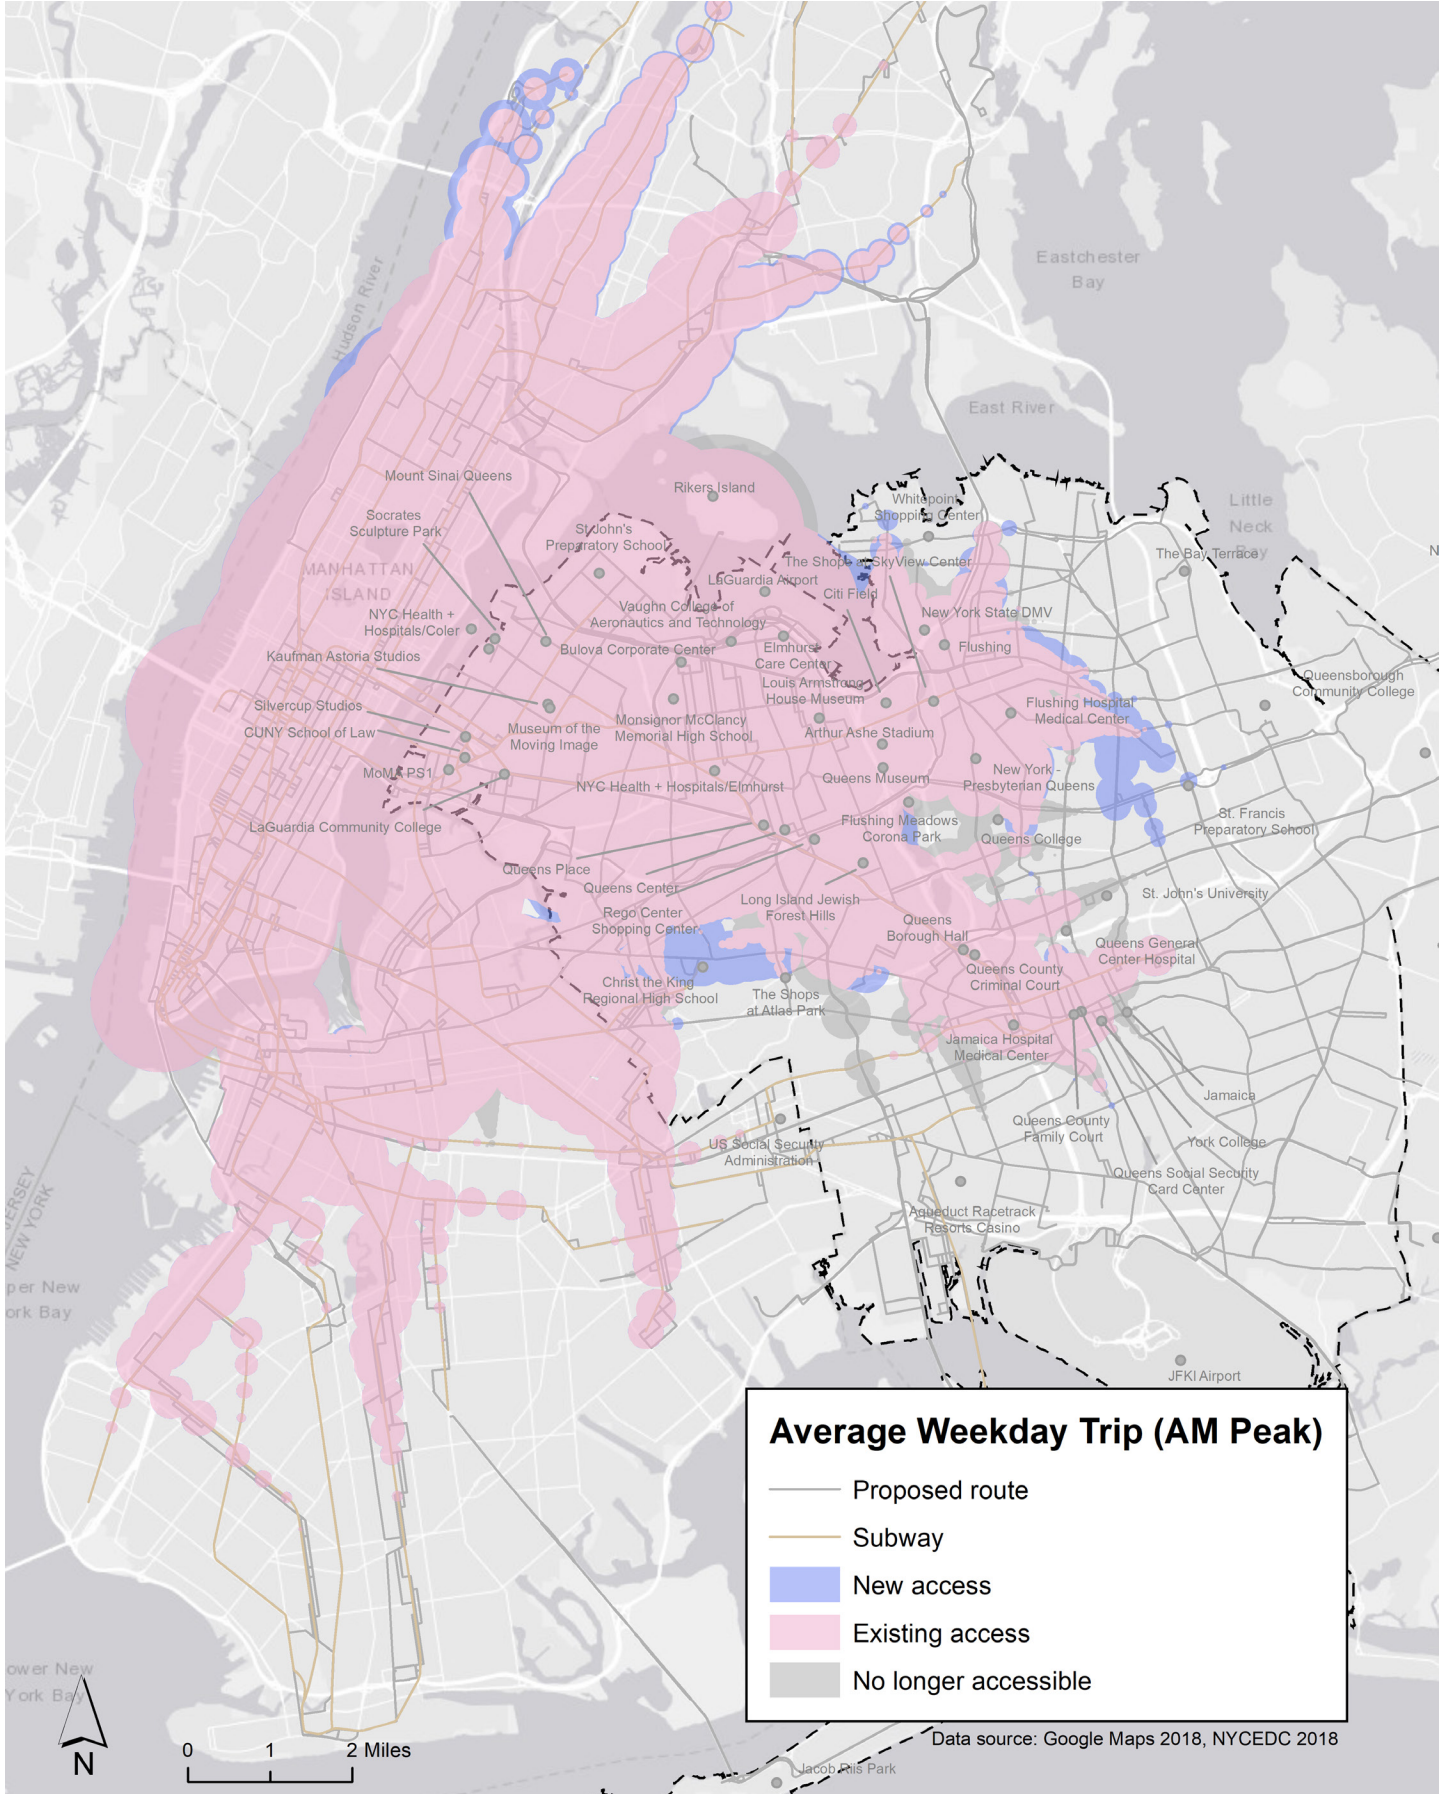 Eastchester
Bay
Hudson River
East River
Mount Sinai Queens
Rikers Island
Whitepoint
Shopping Center
Little
Neck
Bay
Socrates
Sculpture Park
St John's
Preparatory School
The Shops at SkyView Center
The Bay Terrace
N
MANHATTAN
ISLAND
LaGuardia Airport
Citi Field
NYC Health +
Hospitals/Coler
Vaughn College of
Aeronautics and Technology
New York State DMV
Kaufman Astoria Studios
Bulova Corporate Center
Elmhurst
Care Center
Flushing
Louis Armstrong
House Museum
Queensborough
Community College
Silvercup Studios
CUNY School of Law
Museum of the
Moving Image
Monsignor McClancy
Memorial High School
Arthur Ashe Stadium
Flushing Hospital
Medical Center
MoMA PS1
NYC Health + Hospitals/Elmhurst
Queens Museum
New York -
Presbyterian Queens
LaGuardia Community College
Flushing Meadows
Corona Park
Queens College
St. Francis
Preparatory School
Queens Place
Queens Center
Long Island Jewish
Forest Hills
St. John's University
Rego Center
Shopping Center
Queens
Borough Hall
Queens General
Center Hospital
Christ the King
Regional High School
The Shops
at Atlas Park
Queens County
Criminal Court
Jamaica Hospital
Medical Center
Jamaica
Queens County
Family Court
York College
US Social Security
Administration
Queens Social Security
Card Center
JERSEY
NEW YORK
Aqueduct Racetrack
Resorts Casino
per New
ork Bay
JFKI Airport
Average Weekday Trip (AM Peak)
Proposed route
Subway
New access
Existing access
No longer accessible
ower New
York Bay
Data source: Google Maps 2018, NYCEDC 2018
N
0 1 2 Miles
Jacob Riis Park